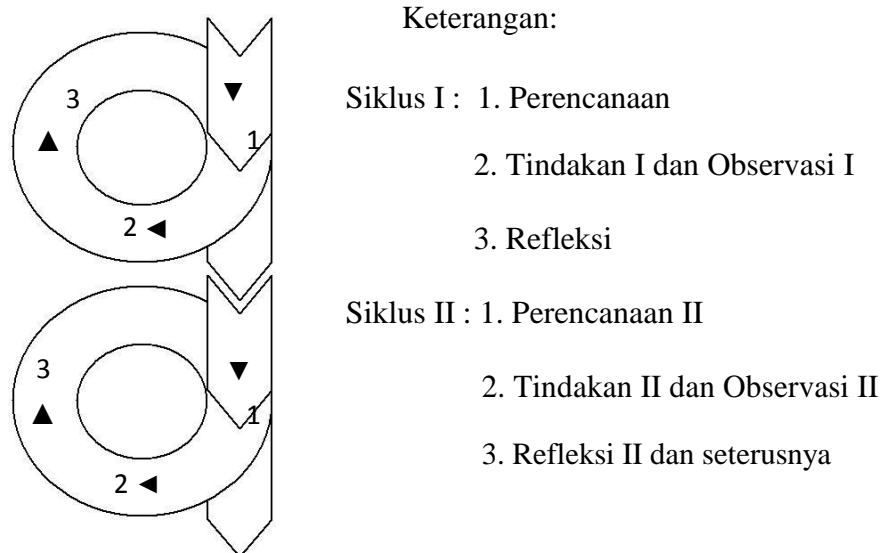 Keterangan:
Siklus I : 1. Perencanaan
2. Tindakan I dan Observasi I
3. Refleksi
Siklus II : 1. Perencanaan II
2. Tindakan II dan Observasi II
3. Refleksi II dan seterusnya
3
1
2
3
1
2